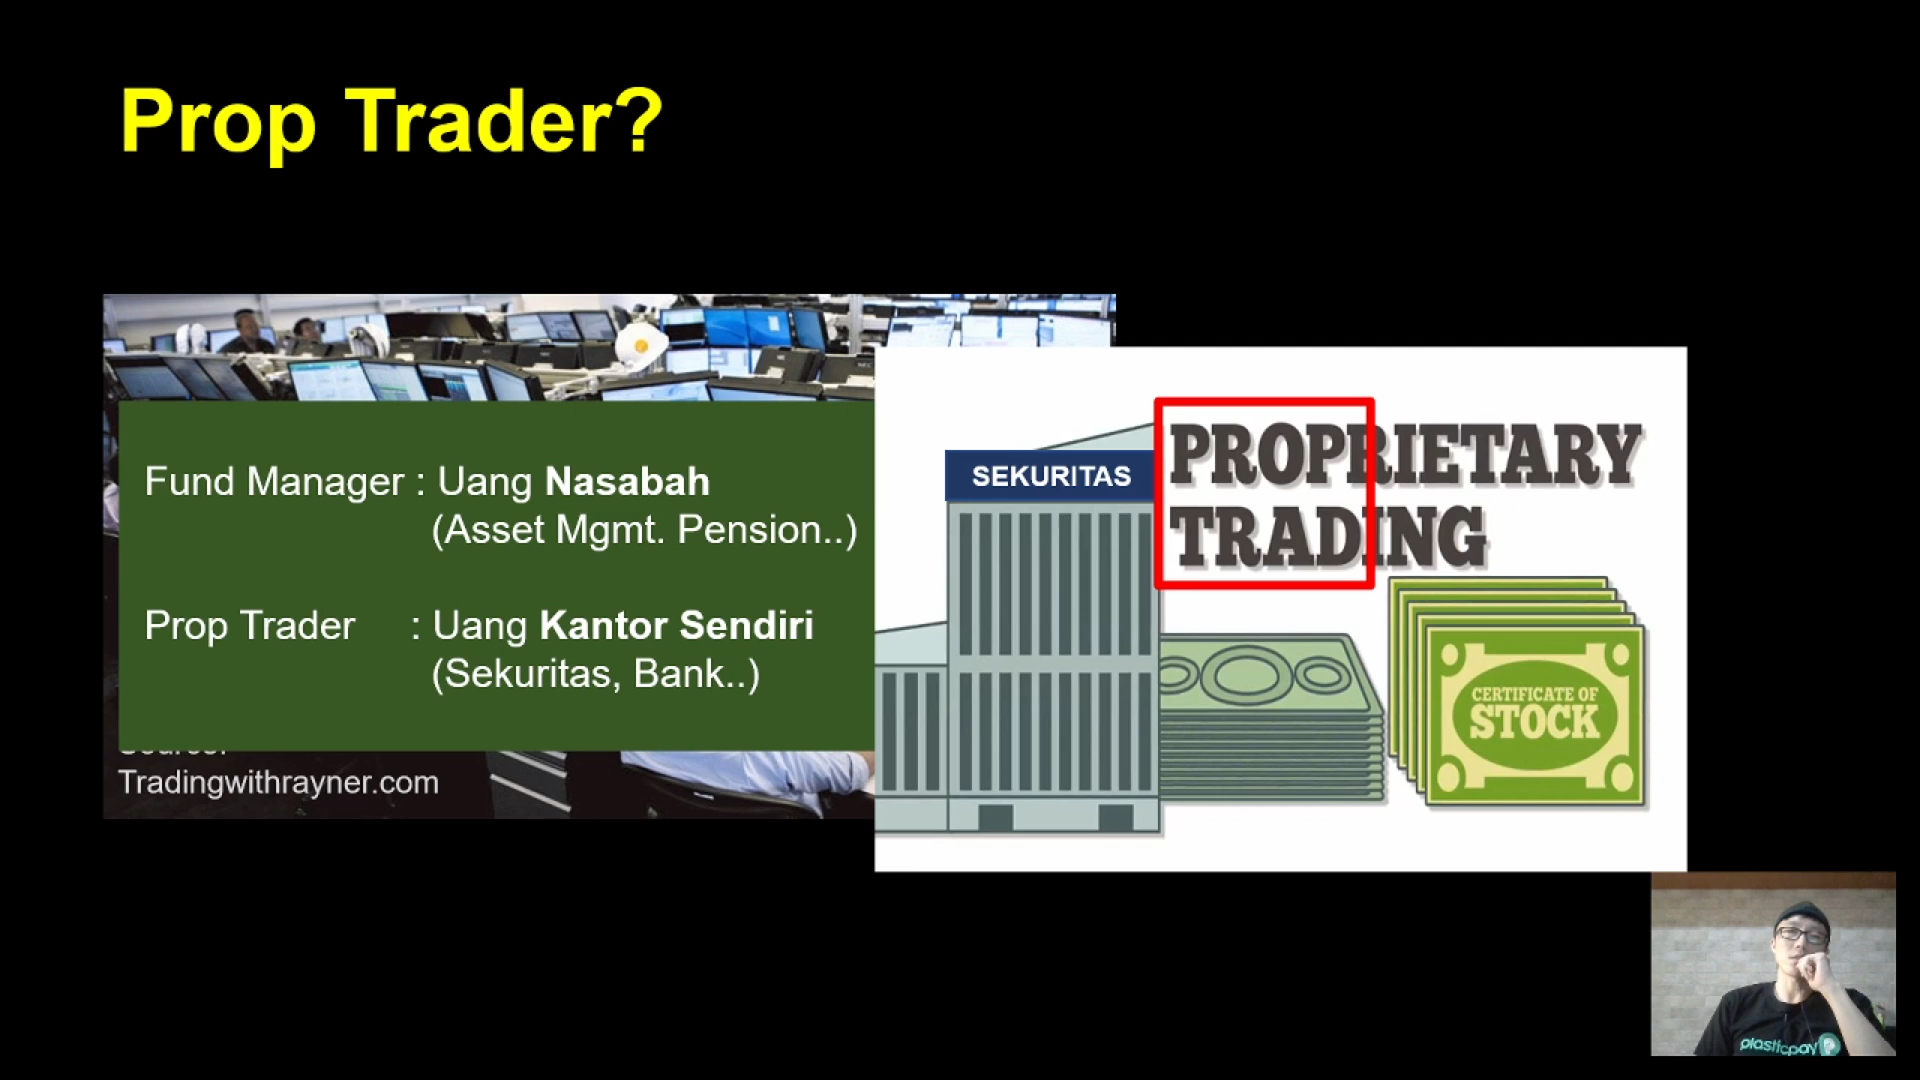 Prop Trader?
Fund Manager : Uang Nasabah
(Asset Mgmt. Pension..)
Prop Trader : Uang Kantor Sendiri
(Sekuritas, Bank..)
Tradingwithrayner.com
SEKURITAS
PROPRIETARY
TRADING
CERTIFICATE OF
STOCK
plasticpay